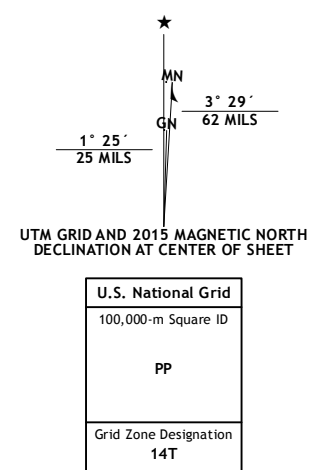 ★
MN
3° 29´
62 MILS
GN
1° 25´
25 MILS
UTM GRID AND 2015 MAGNETIC NORTH
DECLINATION AT CENTER OF SHEET
U.S. National Grid
100,000-m Square ID
PP
Grid Zone Designation
14T